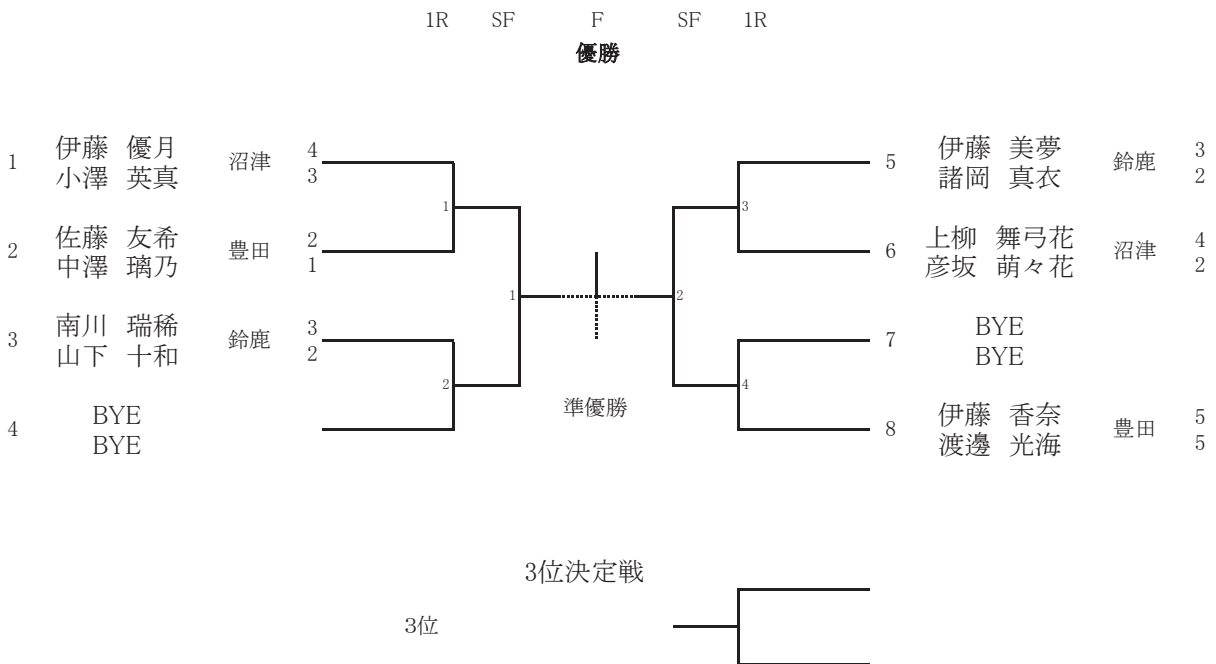 1R SF F SF 1R
優勝
1 伊藤 優月 小澤 英真 沼津 4 3
2 佐藤 友希 中澤 璃乃 豊田 2 1
3 南川 瑞稀 山下 十和 鈴鹿 3 2
4 BYE BYE
1
2
1
2
3
4
5 伊藤 美夢 諸岡 真衣 鈴鹿 3 2
6 上柳 舞弓花 彦坂 萌々花 沼津 4 2
7 BYE BYE
8 伊藤 香奈 渡邊 光海 豊田 5 5
準優勝
3位決定戦
3位